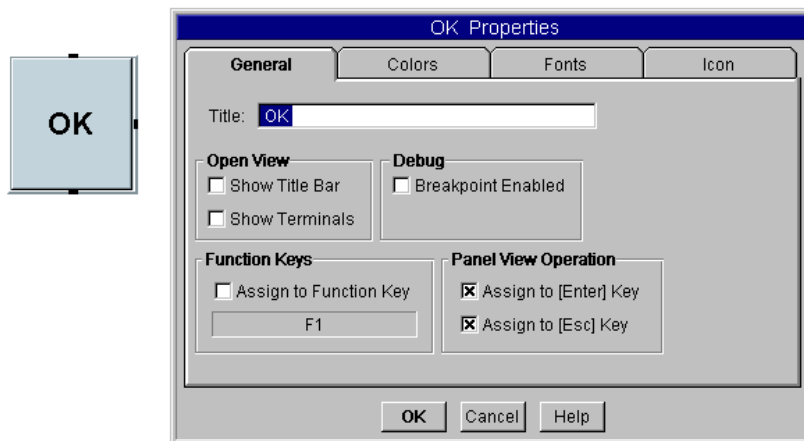 OK
OK Properties
General Colors Fonts Icon
Title: OK
Open View Debug
Show Title Bar Breakpoint Enabled
Show Terminals
Function Keys Panel View Operation
Assign to Function Key Assign to [Enter] Key
F1 Assign to [Esc] Key
OK Cancel Help